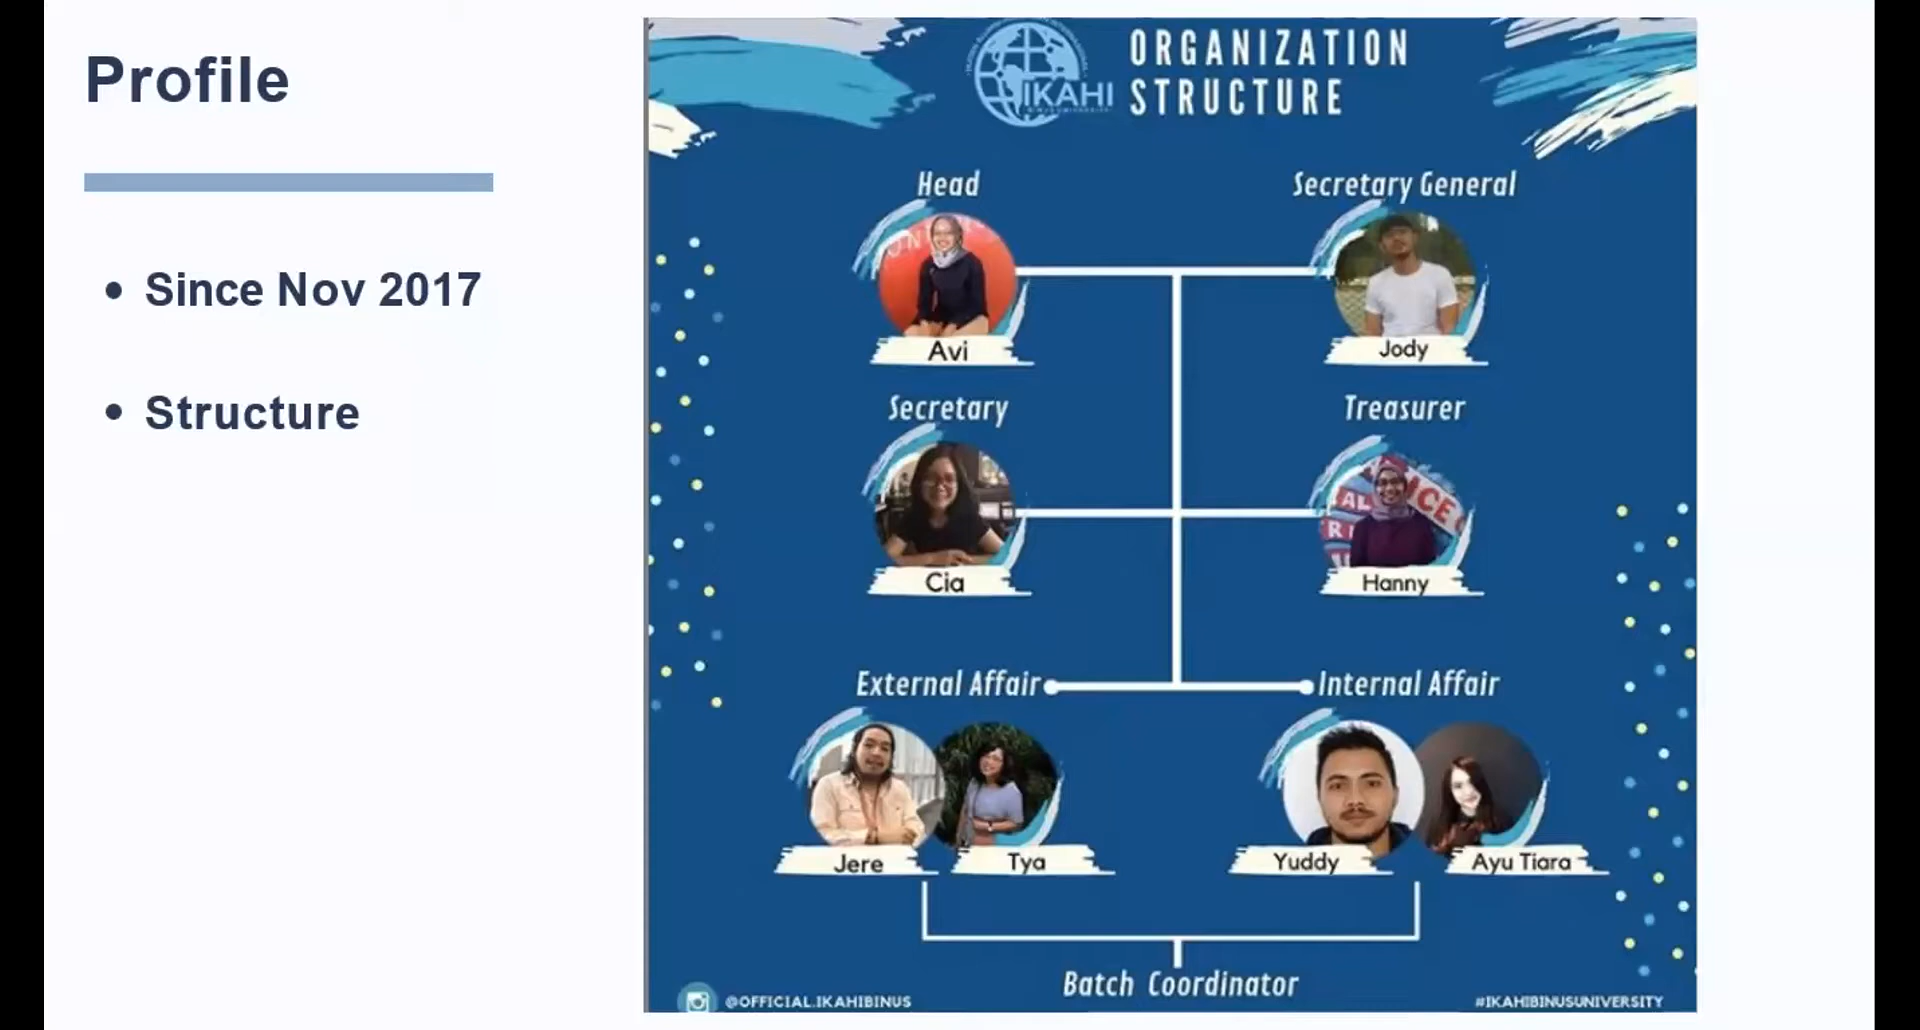 Profile
• Since Nov 2017
• Structure
IKAHI
ORGANIZATION
STRUCTURE
Head
Secretary General
Avi
Jody
Secretary
Treasurer
Cia
Hanny
External Affair
Internal Affair
Jere
Tya
Yuddy
Ayu Tiara
Batch Coordinator
@OFFICIAL.IKAHIBINUS
#IKAHIBINUSUNIVERSITY